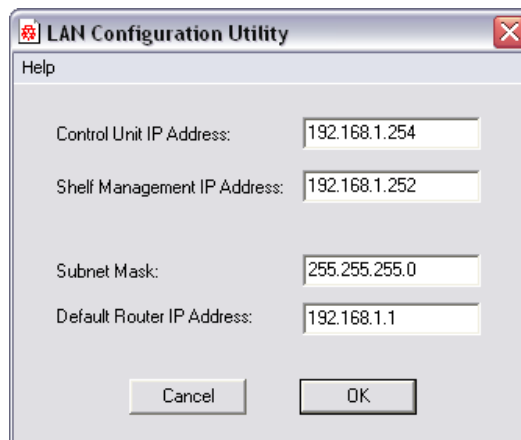 LAN Configuration Utility
Help
Control Unit IP Address: 192.168.1.254
Shelf Management IP Address: 192.168.1.252
Subnet Mask: 255.255.255.0
Default Router IP Address: 192.168.1.1
Cancel OK